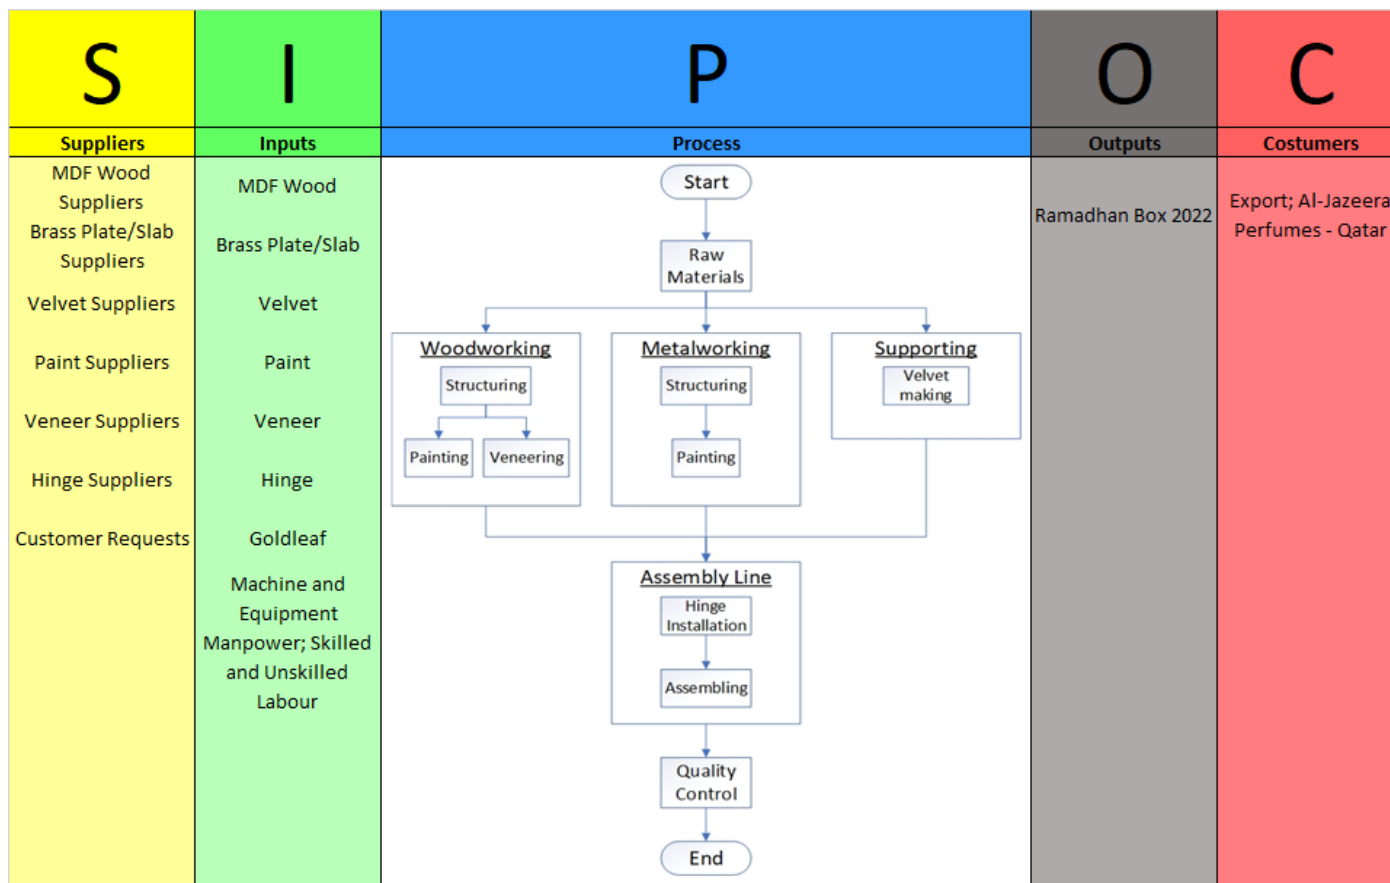 S
I
P
O
C
Suppliers
Inputs
Process
Outputs
Costumers
MDF Wood
Suppliers
Brass Plate/Slab
Suppliers
Velvet Suppliers
Paint Suppliers
Veneer Suppliers
Hinge Suppliers
Customer Requests
MDF Wood
Brass Plate/Slab
Velvet
Paint
Veneer
Hinge
Goldleaf
Machine and
Equipment
Manpower; Skilled
and Unskilled
Labour
Start
Raw
Materials
Woodworking
Structuring
Painting
Veneering
Metalworking
Structuring
Painting
Supporting
Velvet
making
Assembly Line
Hinge
Installation
Assembling
Quality
Control
End
Ramadhan Box 2022
Export; Al-Jazeera
Perfumes - Qatar